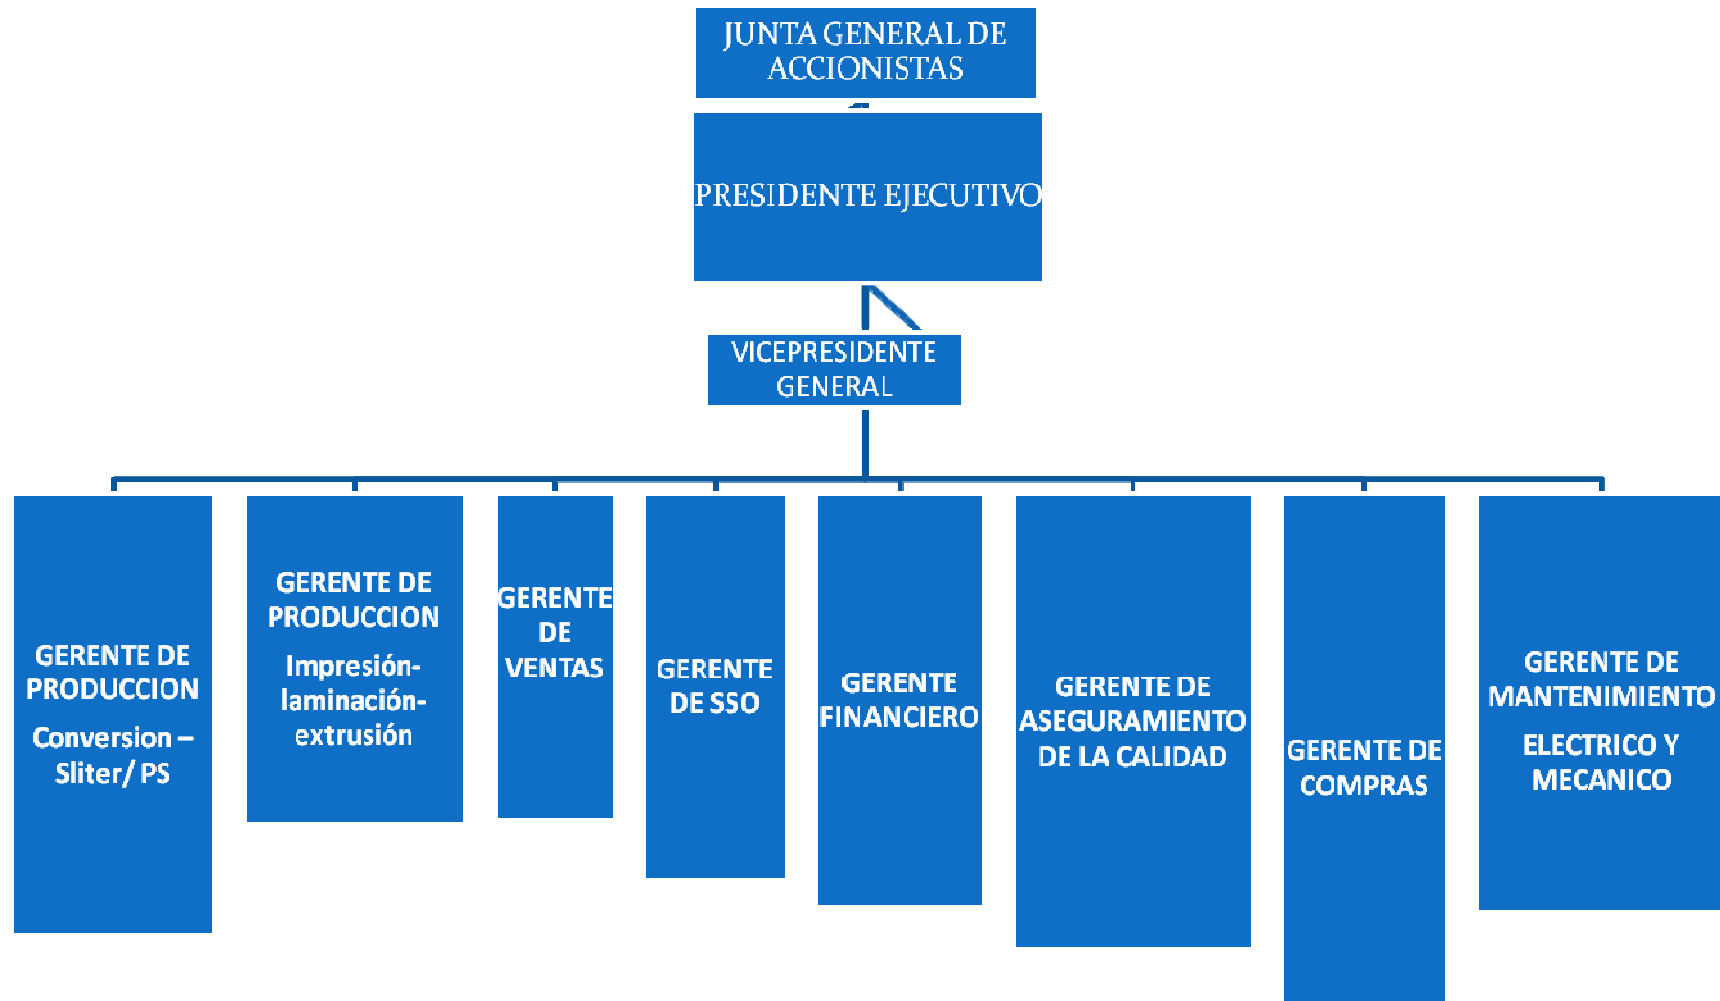 JUNTA GENERAL DE
ACCIONISTAS
PRESIDENTE EJECUTIVO
VICEPRESIDENTE
GENERAL
GERENTE DE
PRODUCCION
Conversion –
Sliter/ PS
GERENTE DE
PRODUCCION
Impresión-
laminación-
extrusión
GERENTE
DE
VENTAS
GERENTE
DE SSO
GERENTE
FINANCIERO
GERENTE DE
ASEGURAMIENTO
DE LA CALIDAD
GERENTE DE
COMPRAS
GERENTE DE
MANTENIMIENTO
ELECTRICO Y
MECANICO